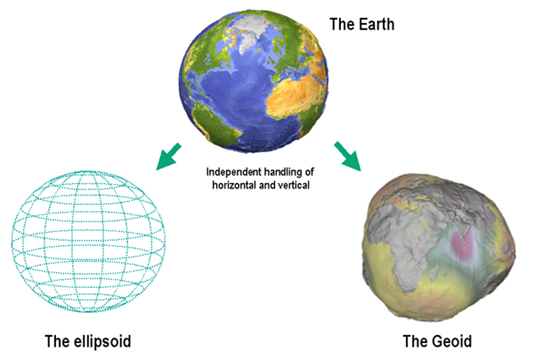 The Earth
Independent handling of
horizontal and vertical
The ellipsoid
The Geoid